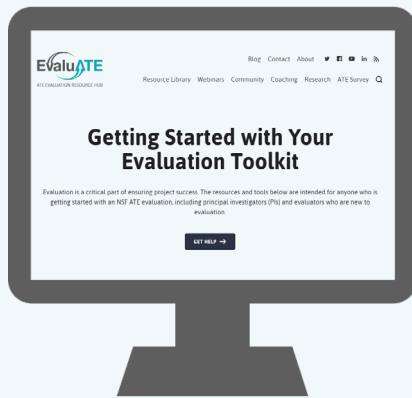 EvaluATE
ATE EVALUATION RESOURCE HUB
Blog Contact About
Resource Library Webinars Community Coaching Research ATE Survey
Getting Started with Your
Evaluation Toolkit
Evaluation is a critical part of ensuring project success. The resources and tools below are intended for anyone who is
getting started with an NSF ATE evaluation, including principal investigators (PIs) and evaluators who are new to
evaluation.
GET HELP →